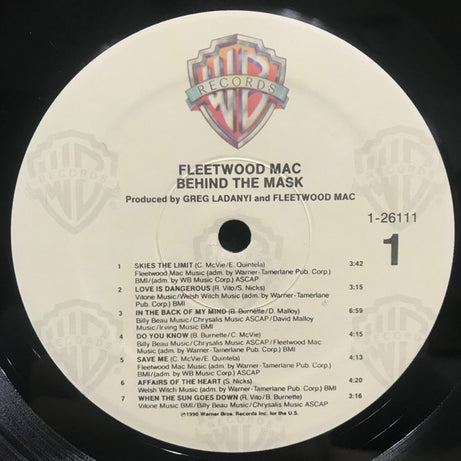 WB
RECORDS
FLEETWOOD MAC
BEHIND THE MASK
Produced by GREG LADANYI and FLEETWOOD MAC
1-26111
1
1 SKIES THE LIMIT (C. McVie/E. Quintela) 3:42
Fleetwood Mac Music (adm. by Warner-Tamerlane Pub. Corp.)
BMI/(adm. by WB Music Corp.) ASCAP
2 LOVE IS DANGEROUS (R. Vito/S. Nicks) 3:15
Vitone Music/Welsh Witch Music (adm. by Warner-Tamerlane
Pub. Corp.) BMI
3 IN THE BACK OF MY MIND (B. Burnette/D. Malloy) 6:59
Billy Beau Music/Chrysalis Music ASCAP/David Malloy
Music/Irving Music BMI
4 DO YOU KNOW (B. Burnette/C. McVie) 4:15
Billy Beau Music/Chrysalis Music ASCAP/Fleetwood Mac
Music (adm. by Warner-Tamerlane Pub. Corp.) BMI
5 SAVE ME (C. McVie/E. Quintela) 4:13
Fleetwood Mac Music (adm. by Warner-Tamerlane Pub. Corp.)
BMI/(adm. by WB Music Corp.) ASCAP
6 AFFAIRS OF THE HEART (S. Nicks) 4:20
Welsh Witch Music (adm. by Warner-Tamerlane Pub. Corp.) BMI
7 WHEN THE SUN GOES DOWN (R. Vito/B. Burnette) 3:16
Vitone Music BMI/Billy Beau Music/Chrysalis Music ASCAP
©1990 Warner Bros. Records Inc. for the U.S.